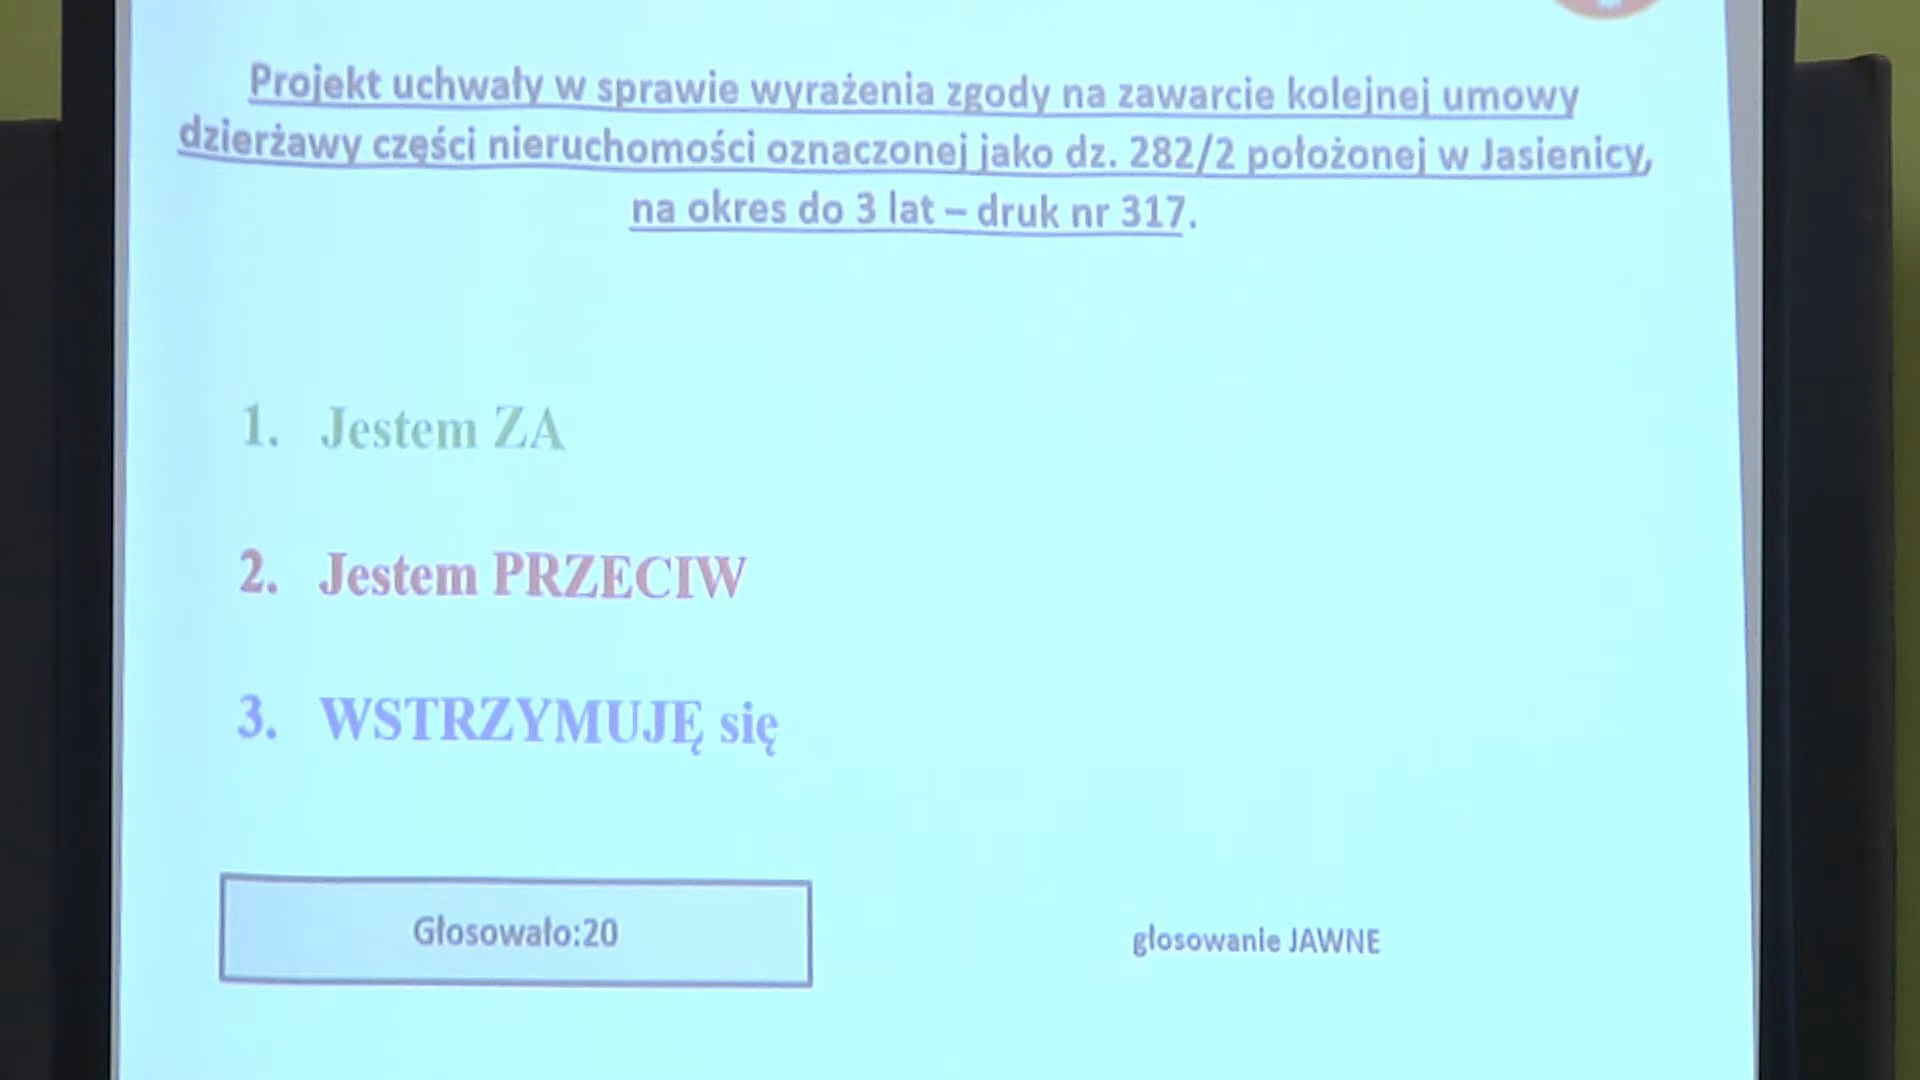 Projekt uchwały w sprawie wyrażenia zgody na zawarcie kolejnej umowy
dzierżawy części nieruchomości oznaczonej jako dz. 282/2 położonej w Jasienicy,
na okres do 3 lat – druk nr 317.
1. Jestem ZA
2. Jestem PRZECIW
3. WSTRZYMUJĘ się
Głosowało:20
głosowanie JAWNE